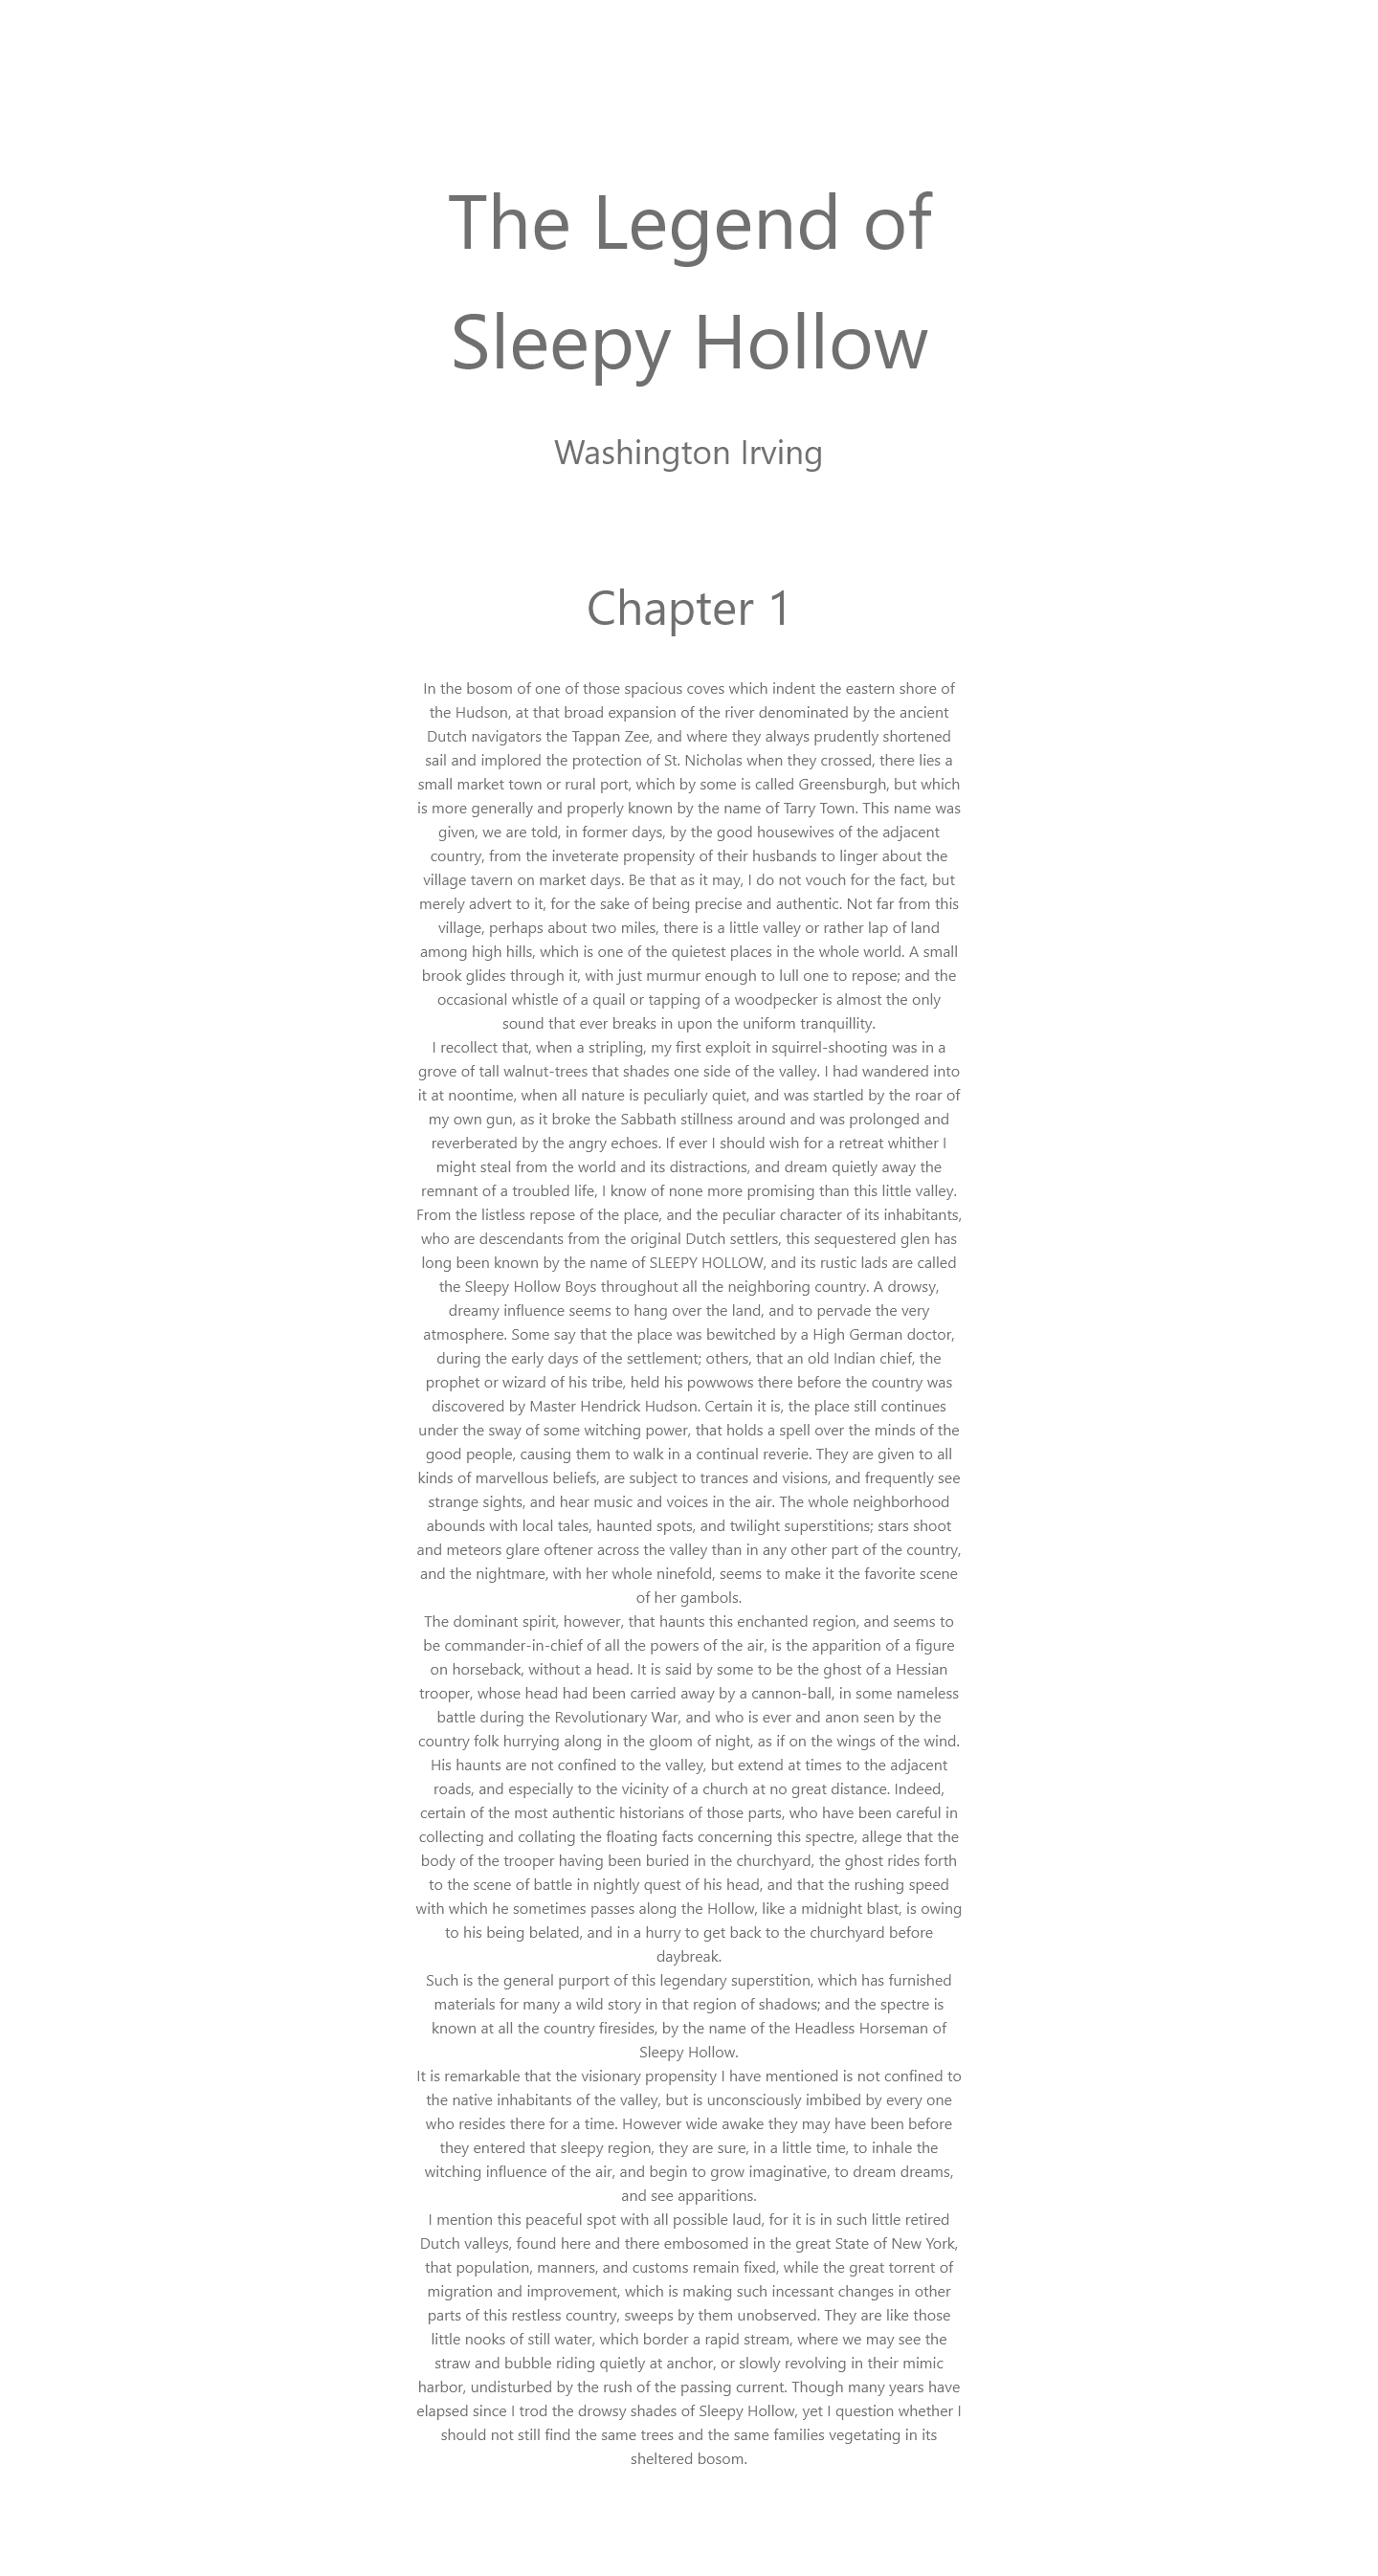 The Legend of
Sleepy Hollow
Washington Irving
Chapter 1
In the bosom of one of those spacious coves which indent the eastern shore of
the Hudson, at that broad expansion of the river denominated by the ancient
Dutch navigators the Tappan Zee, and where they always prudently shortened
sail and implored the protection of St. Nicholas when they crossed, there lies a
small market town or rural port, which by some is called Greensburgh, but which
is more generally and properly known by the name of Tarry Town. This name was
given, we are told, in former days, by the good housewives of the adjacent
country, from the inveterate propensity of their husbands to linger about the
village tavern on market days. Be that as it may, I do not vouch for the fact, but
merely advert to it, for the sake of being precise and authentic. Not far from this
village, perhaps about two miles, there is a little valley or rather lap of land
among high hills, which is one of the quietest places in the whole world. A small
brook glides through it, with just murmur enough to lull one to repose; and the
occasional whistle of a quail or tapping of a woodpecker is almost the only
sound that ever breaks in upon the uniform tranquillity.
I recollect that, when a stripling, my first exploit in squirrel-shooting was in a
grove of tall walnut-trees that shades one side of the valley. I had wandered into
it at noontime, when all nature is peculiarly quiet, and was startled by the roar of
my own gun, as it broke the Sabbath stillness around and was prolonged and
reverberated by the angry echoes. If ever I should wish for a retreat whither I
might steal from the world and its distractions, and dream quietly away the
remnant of a troubled life, I know of none more promising than this little valley.
From the listless repose of the place, and the peculiar character of its inhabitants,
who are descendants from the original Dutch settlers, this sequestered glen has
long been known by the name of SLEEPY HOLLOW, and its rustic lads are called
the Sleepy Hollow Boys throughout all the neighboring country. A drowsy,
dreamy influence seems to hang over the land, and to pervade the very
atmosphere. Some say that the place was bewitched by a High German doctor,
during the early days of the settlement; others, that an old Indian chief, the
prophet or wizard of his tribe, held his powwows there before the country was
discovered by Master Hendrick Hudson. Certain it is, the place still continues
under the sway of some witching power, that holds a spell over the minds of the
good people, causing them to walk in a continual reverie. They are given to all
kinds of marvellous beliefs, are subject to trances and visions, and frequently see
strange sights, and hear music and voices in the air. The whole neighborhood
abounds with local tales, haunted spots, and twilight superstitions; stars shoot
and meteors glare oftener across the valley than in any other part of the country,
and the nightmare, with her whole ninefold, seems to make it the favorite scene
of her gambols.
The dominant spirit, however, that haunts this enchanted region, and seems to
be commander-in-chief of all the powers of the air, is the apparition of a figure
on horseback, without a head. It is said by some to be the ghost of a Hessian
trooper, whose head had been carried away by a cannon-ball, in some nameless
battle during the Revolutionary War, and who is ever and anon seen by the
country folk hurrying along in the gloom of night, as if on the wings of the wind.
His haunts are not confined to the valley, but extend at times to the adjacent
roads, and especially to the vicinity of a church at no great distance. Indeed,
certain of the most authentic historians of those parts, who have been careful in
collecting and collating the floating facts concerning this spectre, allege that the
body of the trooper having been buried in the churchyard, the ghost rides forth
to the scene of battle in nightly quest of his head, and that the rushing speed
with which he sometimes passes along the Hollow, like a midnight blast, is owing
to his being belated, and in a hurry to get back to the churchyard before
daybreak.
Such is the general purport of this legendary superstition, which has furnished
materials for many a wild story in that region of shadows; and the spectre is
known at all the country firesides, by the name of the Headless Horseman of
Sleepy Hollow.
It is remarkable that the visionary propensity I have mentioned is not confined to
the native inhabitants of the valley, but is unconsciously imbibed by every one
who resides there for a time. However wide awake they may have been before
they entered that sleepy region, they are sure, in a little time, to inhale the
witching influence of the air, and begin to grow imaginative, to dream dreams,
and see apparitions.
I mention this peaceful spot with all possible laud, for it is in such little retired
Dutch valleys, found here and there embosomed in the great State of New York,
that population, manners, and customs remain fixed, while the great torrent of
migration and improvement, which is making such incessant changes in other
parts of this restless country, sweeps by them unobserved. They are like those
little nooks of still water, which border a rapid stream, where we may see the
straw and bubble riding quietly at anchor, or slowly revolving in their mimic
harbor, undisturbed by the rush of the passing current. Though many years have
elapsed since I trod the drowsy shades of Sleepy Hollow, yet I question whether I
should not still find the same trees and the same families vegetating in its
sheltered bosom.